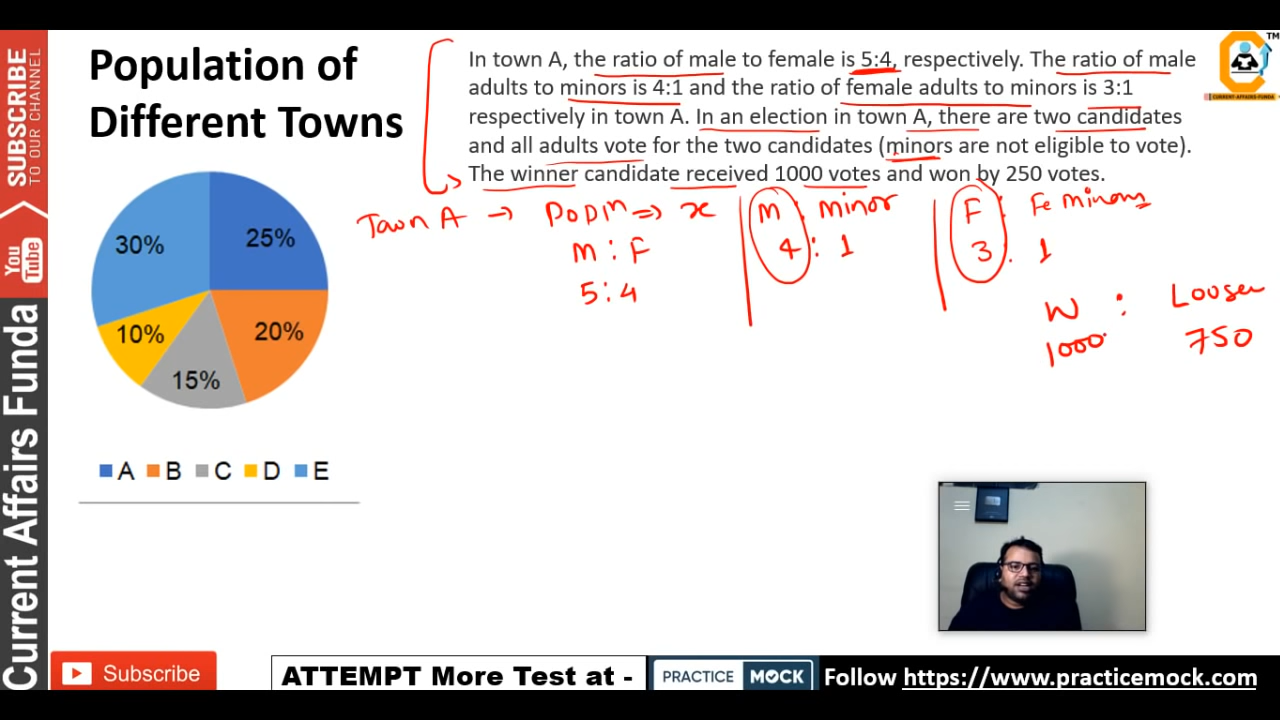 SUBSCRIBE
TO OUR CHANNEL
You
Tube
Current Affairs Funda
Population of
Different Towns
25%
20%
15%
10%
30%
A B C D E
In town A, the ratio of male to female is 5:4, respectively. The ratio of male
adults to minors is 4:1 and the ratio of female adults to minors is 3:1
respectively in town A. In an election in town A, there are two candidates
and all adults vote for the two candidates (minors are not eligible to vote).
The winner candidate received 1000 votes and won by 250 votes.
TM
CURRENT-AFFAIRS-FUNDA
Town A → Popn ⇒ x
M : F
5 : 4
M : minor
4 : 1
F : Fe minors
3 : 1
W : Looser
1000 750
Subscribe
ATTEMPT More Test at -
PRACTICE MOCK
Follow https://www.practicemock.com